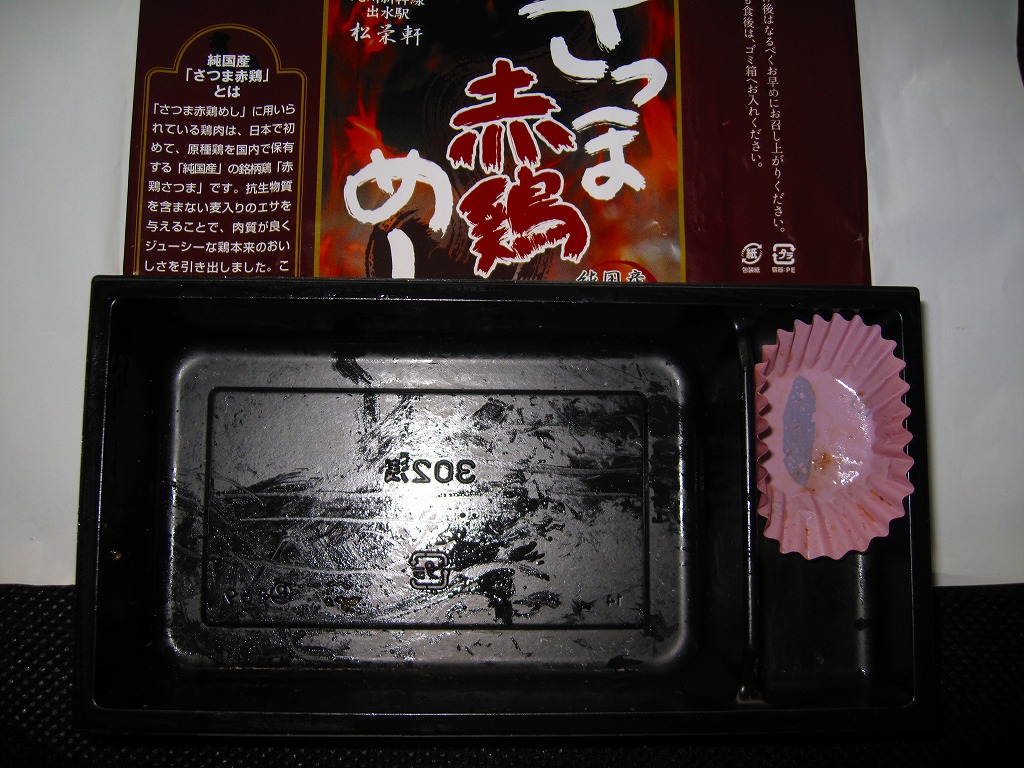 出水駅
松栄軒
さつま
赤鶏
めし
純国産
純国産
「さつま赤鶏」
とは
「さつま赤鶏めし」に用いら
れている鶏肉は、日本で初
めて、原種鶏を国内で保有
する「純国産」の銘柄鶏「赤
鶏さつま」です。抗生物質
を含まない麦入りのエサを
与えることで、肉質が良く
ジューシーな鶏本来のおい
しさを引き出しました。こ
後はなるべくお早めにお召し上がりください。
食後は、ゴミ箱へお入れください。
紙
包装紙
プラ
容器:PE
302
プラ
14